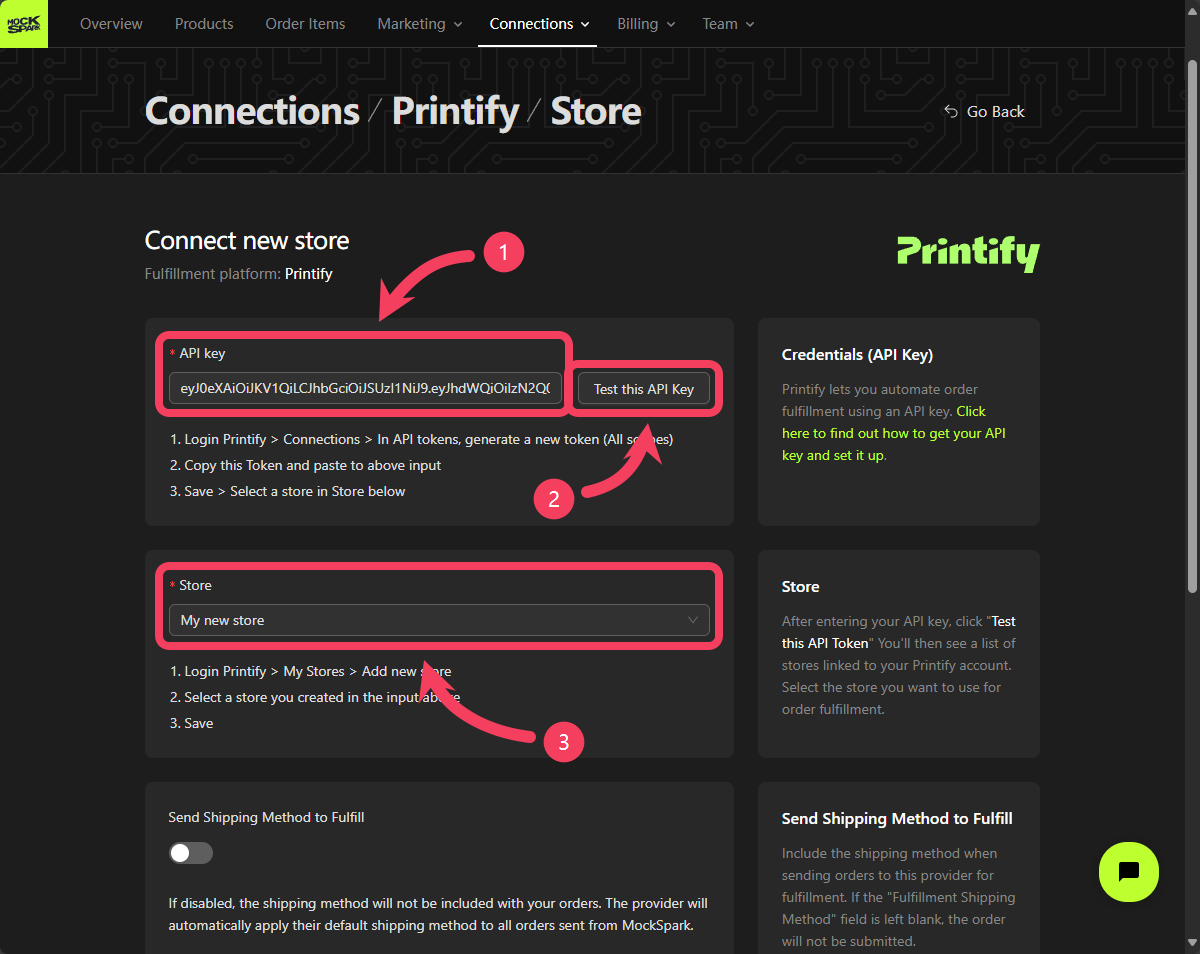 MOCK
SPARK
Overview Products Order Items Marketing Connections Billing Team
Connections / Printify / Store
Go Back
Connect new store
Fulfillment platform: Printify
Printify
1
* API key
eyJ0eXAiOiJKV1QiLCJhbGciOiJSUzI1NiJ9.eyJhdWQiOiIzN2Q0
Test this API Key
1. Login Printify > Connections > In API tokens, generate a new token (All scopes)
2. Copy this Token and paste to above input
3. Save > Select a store in Store below
2
Credentials (API Key)
Printify lets you automate order
fulfillment using an API key. Click
here to find out how to get your API
key and set it up.
* Store
My new store
1. Login Printify > My Stores > Add new store
2. Select a store you created in the input above
3. Save
3
Store
After entering your API key, click "Test
this API Token" You'll then see a list of
stores linked to your Printify account.
Select the store you want to use for
order fulfillment.
Send Shipping Method to Fulfill
If disabled, the shipping method will not be included with your orders. The provider will
automatically apply their default shipping method to all orders sent from MockSpark.
Send Shipping Method to Fulfill
Include the shipping method when
sending orders to this provider for
fulfillment. If the "Fulfillment Shipping
Method" field is left blank, the order
will not be submitted.